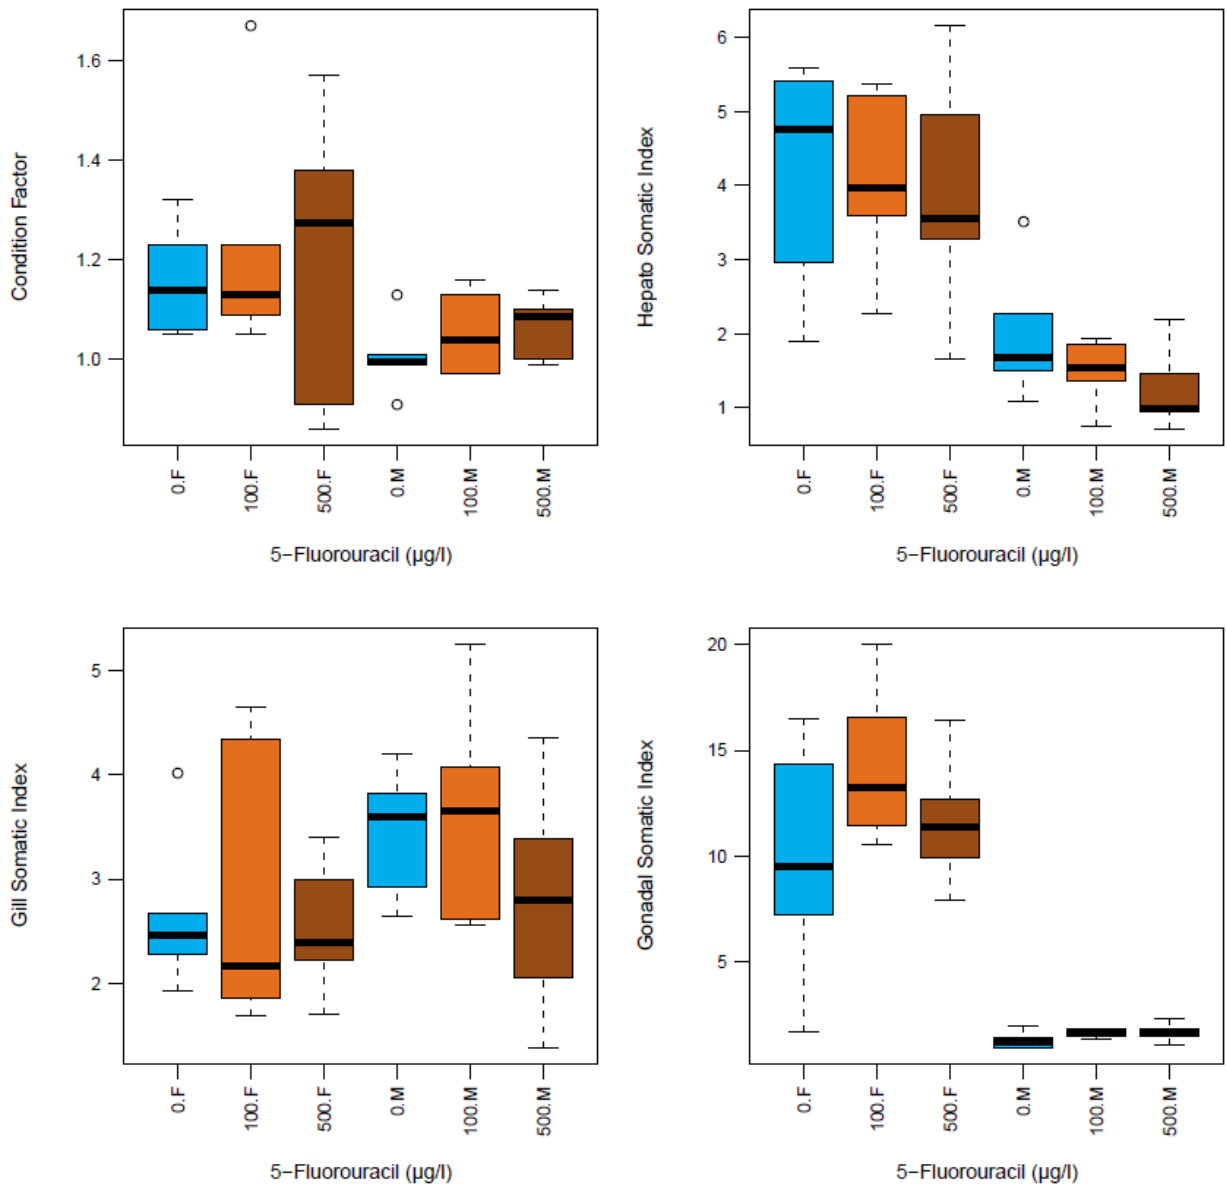 Condition Factor
1.6
1.4
1.2
1.0
0.F
100.F
500.F
0.M
100.M
500.M
5−Fluorouracil (µg/l)
Hepato Somatic Index
6
5
4
3
2
1
0.F
100.F
500.F
0.M
100.M
500.M
5−Fluorouracil (µg/l)
Gill Somatic Index
5
4
3
2
0.F
100.F
500.F
0.M
100.M
500.M
5−Fluorouracil (µg/l)
Gonadal Somatic Index
20
15
10
5
0.F
100.F
500.F
0.M
100.M
500.M
5−Fluorouracil (µg/l)